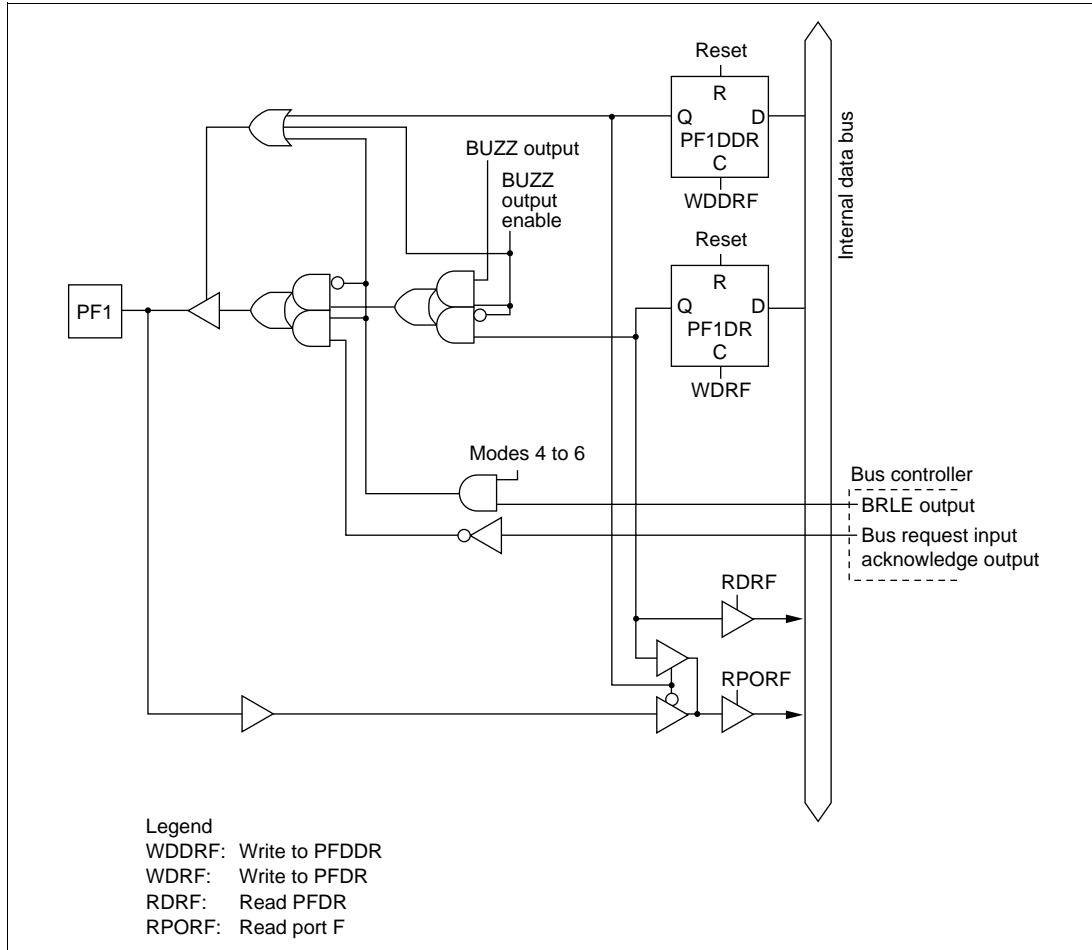 Reset
R
Q
D
PF1DDR
C
WDDRF
BUZZ output
BUZZ
output
enable
Internal data bus
Reset
R
Q
D
PF1DR
C
WDRF
PF1
Modes 4 to 6
Bus controller
BRLE output
Bus request input
acknowledge output
RDRF
RPORF
Legend
WDDRF: Write to PFDDR
WDRF: Write to PFDR
RDRF: Read PFDR
RPORF: Read port F